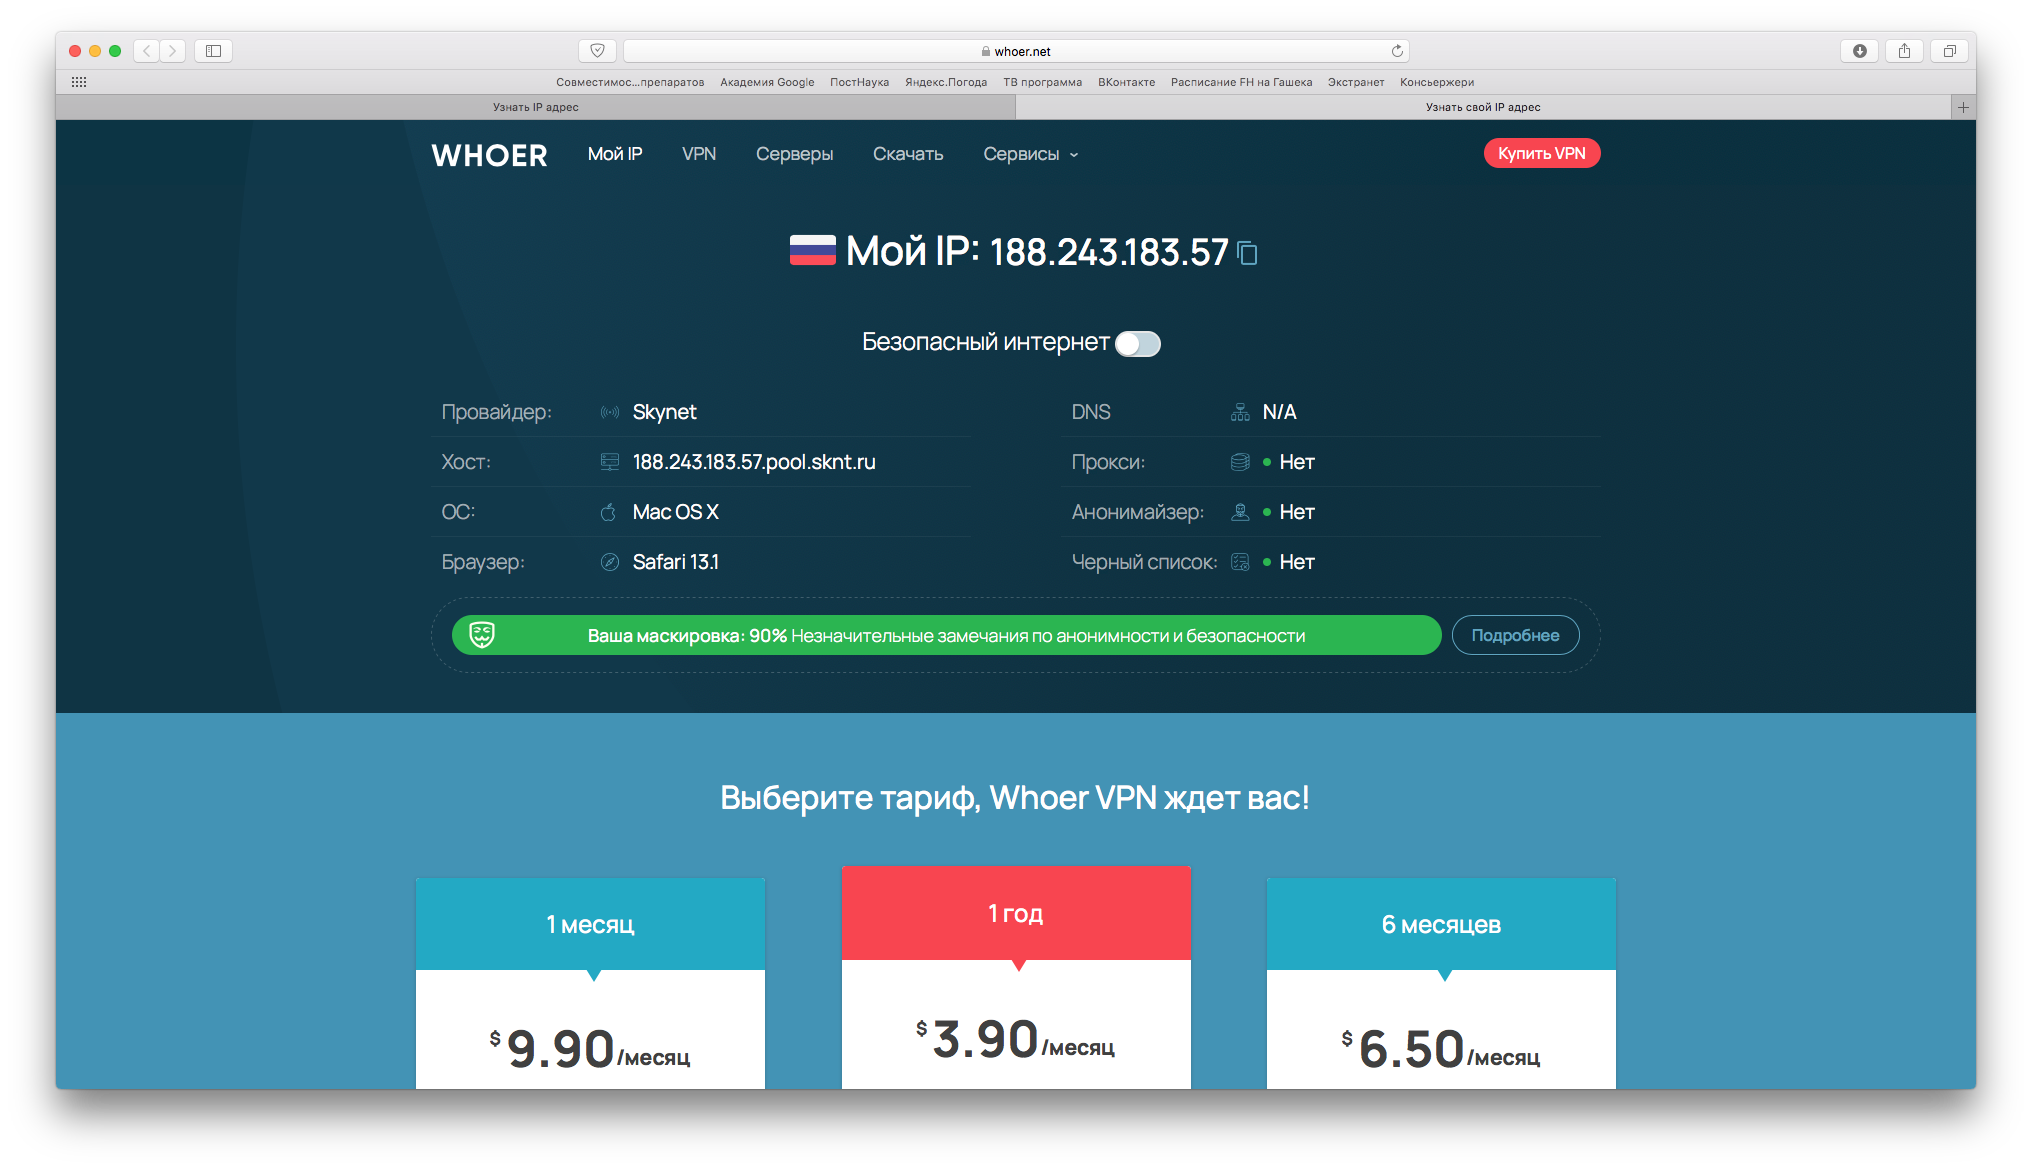 whoer.net
Совместимос...препаратов Академия Google ПостНаука Яндекс.Погода ТВ программа ВКонтакте Расписание FH на Гашека Экстранет Консьержери
Узнать IP адрес Узнать свой IP адрес
WHOER Мой IP VPN Серверы Скачать Сервисы Купить VPN
Мой IP: 188.243.183.57
Безопасный интернет
Провайдер: Skynet DNS N/A
Хост: 188.243.183.57.pool.sknt.ru Прокси: Нет
ОС: Mac OS X Анонимайзер: Нет
Браузер: Safari 13.1 Черный список: Нет
Ваша маскировка: 90% Незначительные замечания по анонимности и безопасности Подробнее
Выберите тариф, Whoer VPN ждет вас!
1 месяц 1 год 6 месяцев
$ 9.90 /месяц $ 3.90 /месяц $ 6.50 /месяц